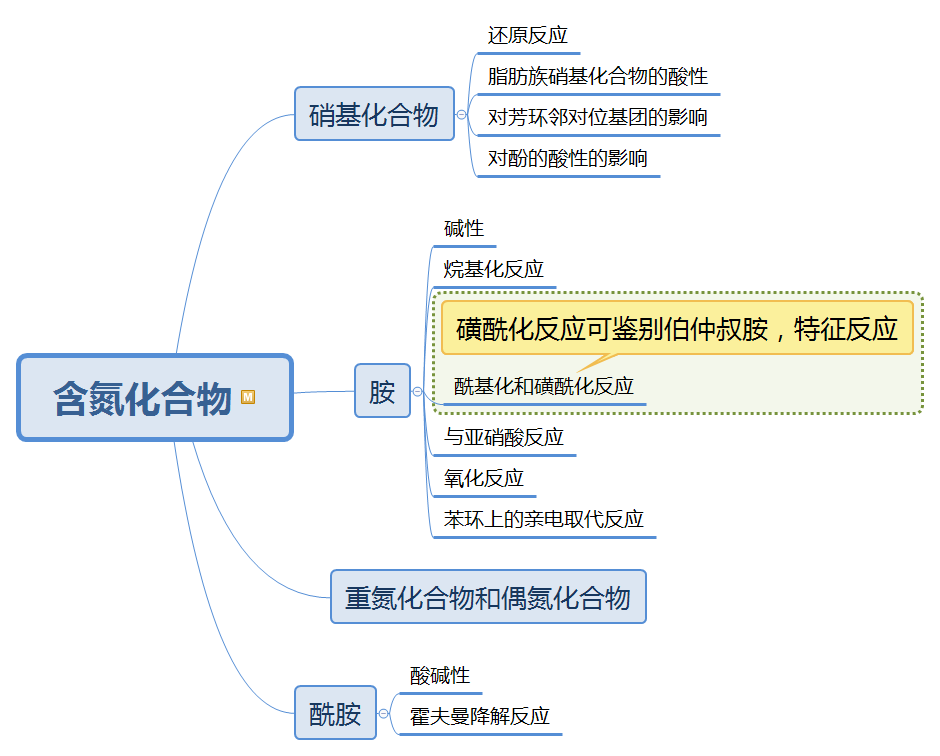 含氮化合物
M
硝基化合物
还原反应
脂肪族硝基化合物的酸性
对芳环邻对位基团的影响
对酚的酸性的影响
胺
碱性
烷基化反应
磺酰化反应可鉴别伯仲叔胺，特征反应
酰基化和磺酰化反应
与亚硝酸反应
氧化反应
苯环上的亲电取代反应
重氮化合物和偶氮化合物
酰胺
酸碱性
霍夫曼降解反应